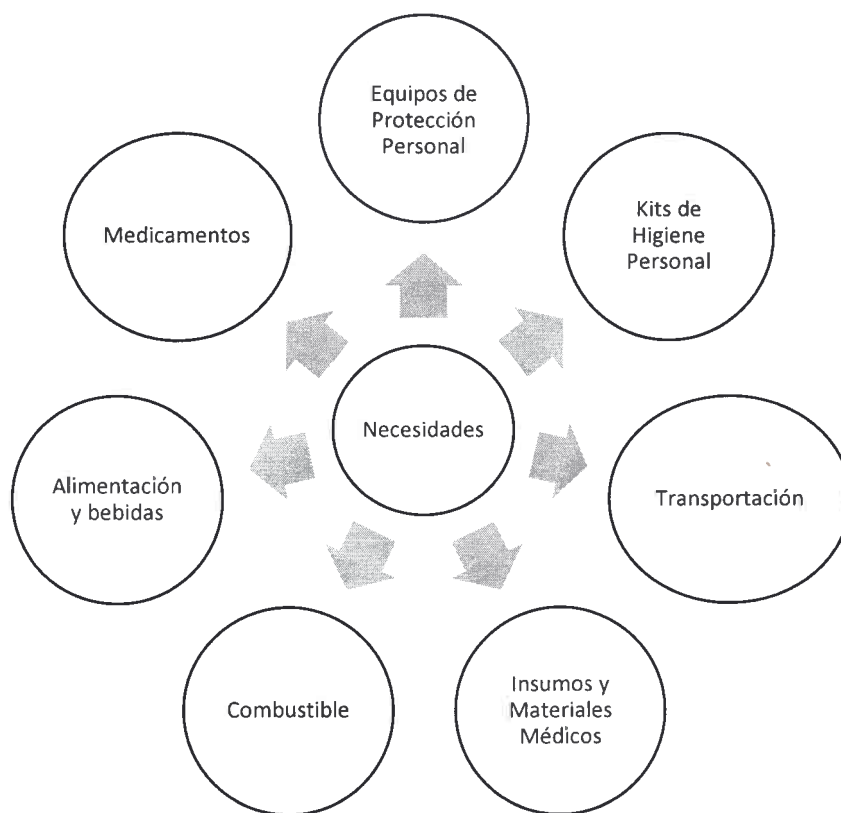 Equipos de
Protección
Personal
Kits de
Higiene
Personal
Transportación
Insumos y
Materiales
Médicos
Combustible
Alimentación
y bebidas
Medicamentos
Necesidades